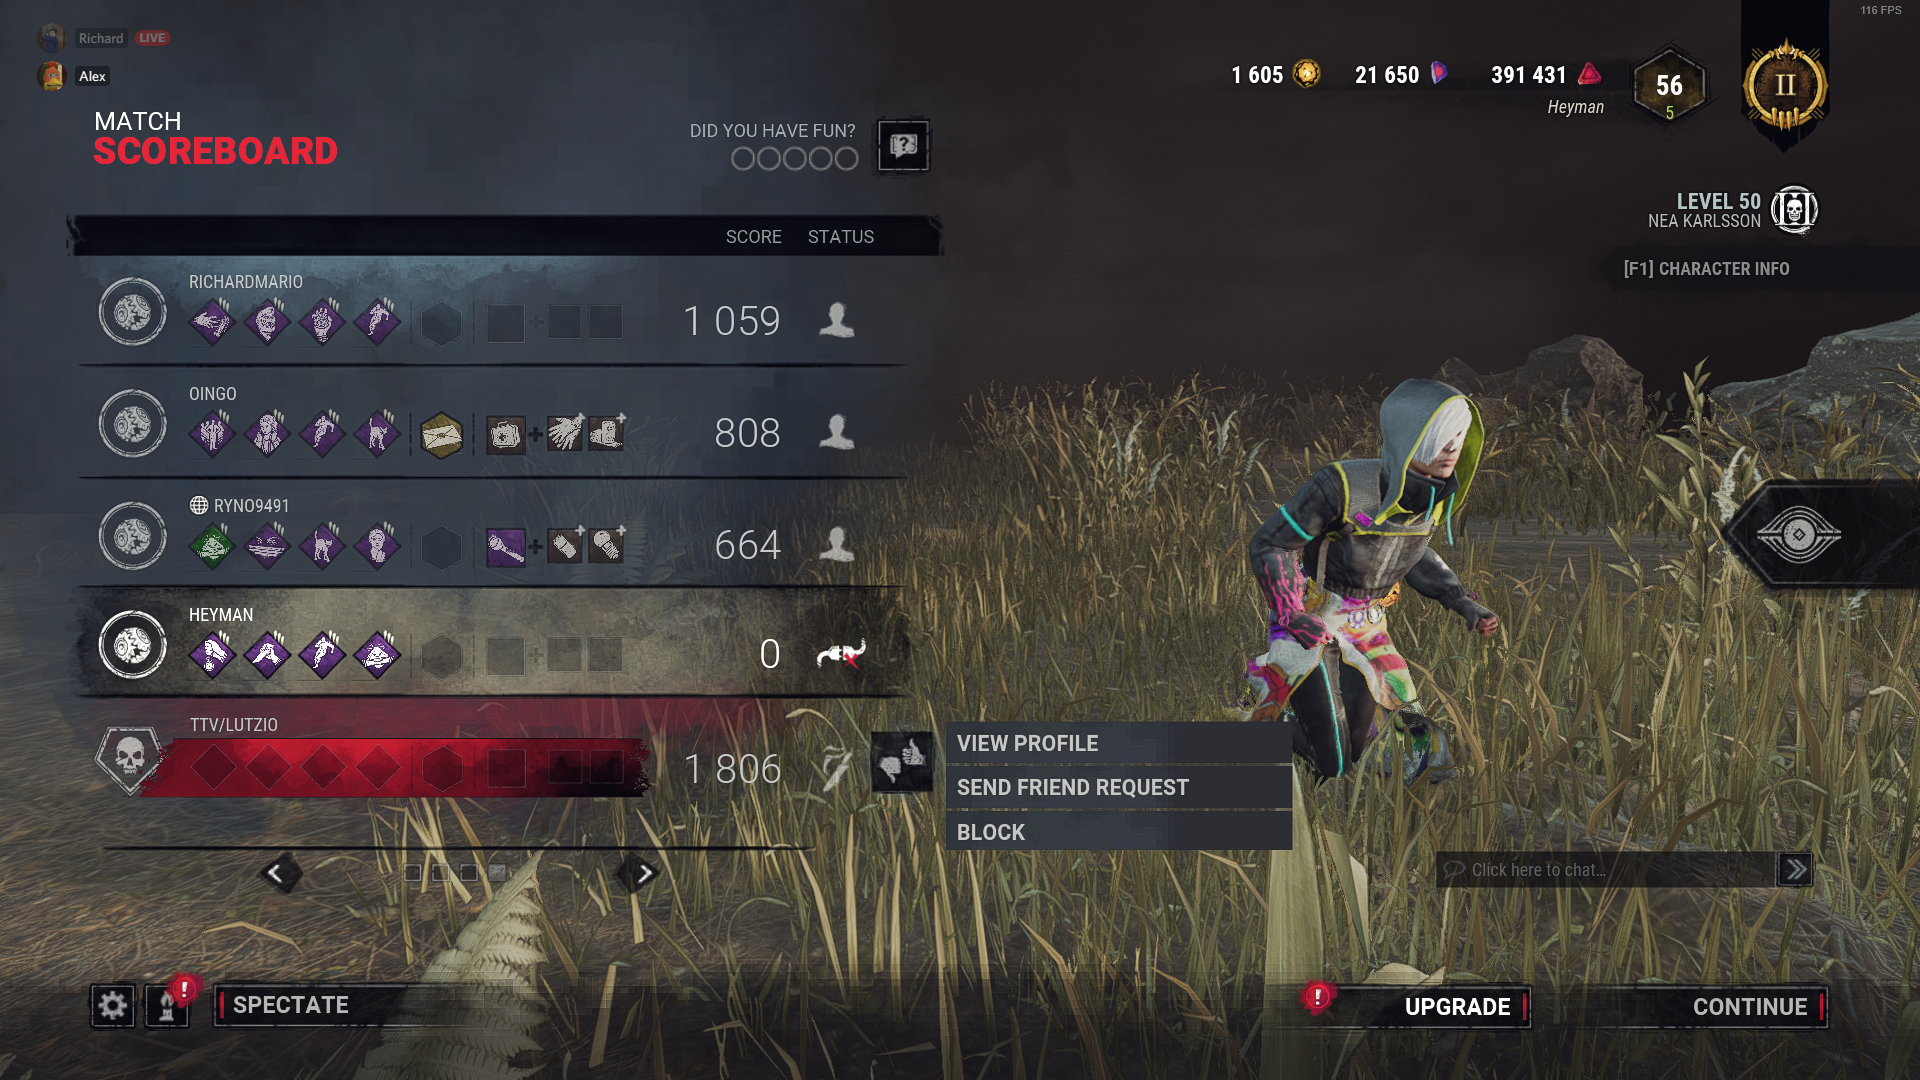 116 FPS
Richard LIVE
Alex
1 605 21 650 391 431 56
Heyman 5
II
MATCH
SCOREBOARD
DID YOU HAVE FUN?
LEVEL 50
NEA KARLSSON
[F1] CHARACTER INFO
SCORE STATUS
RICHARDMARIO
1 059
OINGO
808
RYNO9491
664
HEYMAN
0
TTV/LUTZIO
1 806
VIEW PROFILE
SEND FRIEND REQUEST
BLOCK
Click here to chat...
SPECTATE
UPGRADE
CONTINUE